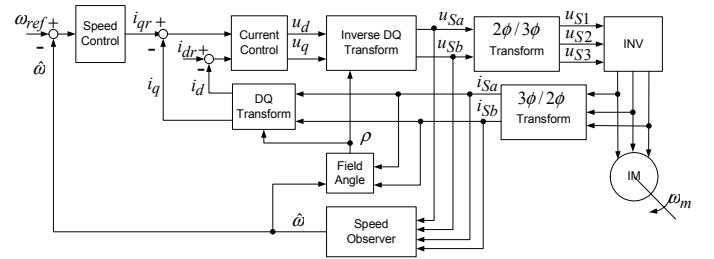 ω_ref + Speed Control i_qr + Current Control u_d Inverse DQ Transform u_Sa 2ϕ/3ϕ Transform u_S1 INV
- ω̂ - i_dr + - u_q u_Sb u_S2
u_S3
i_q i_d DQ Transform i_Sa 3ϕ/2ϕ Transform
i_Sb
ρ
Field Angle IM
ω_m
ω̂ Speed Observer